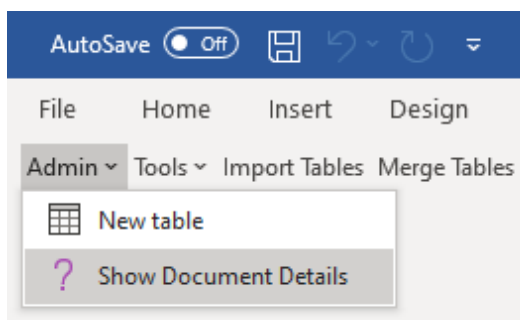 AutoSave Off
File Home Insert Design
Admin Tools Import Tables Merge Tables
New table
? Show Document Details